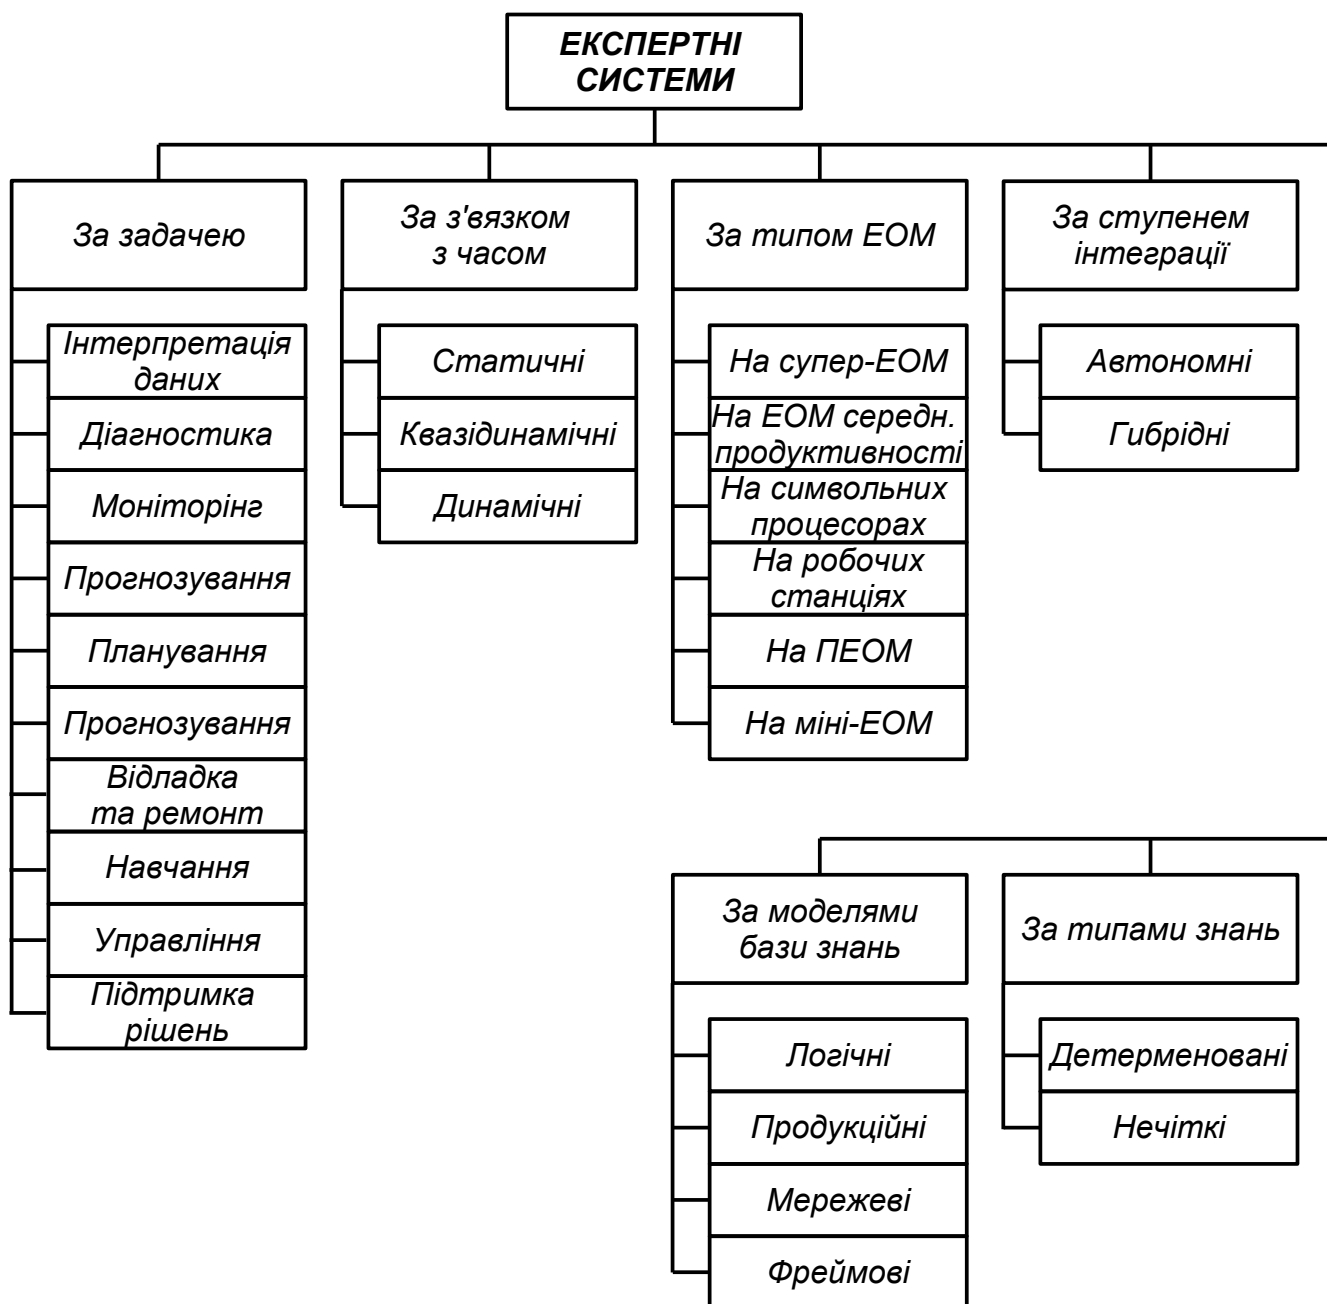 ЕКСПЕРТНІ
СИСТЕМИ
За задачею
За з'вязком
з часом
За типом ЕОМ
За ступенем
інтеграції
Інтерпретація
даних
Діагностика
Моніторінг
Прогнозування
Планування
Прогнозування
Відладка
та ремонт
Навчання
Управління
Підтримка
рішень
Статичні
Квазідинамічні
Динамічні
На супер-ЕОМ
На ЕОМ середн.
продуктивності
На символьних
процесорах
На робочих
станціях
На ПЕОМ
На міні-ЕОМ
Автономні
Гибрідні
За моделями
бази знань
За типами знань
Логічні
Продукційні
Мережеві
Фреймові
Детерменовані
Нечіткі